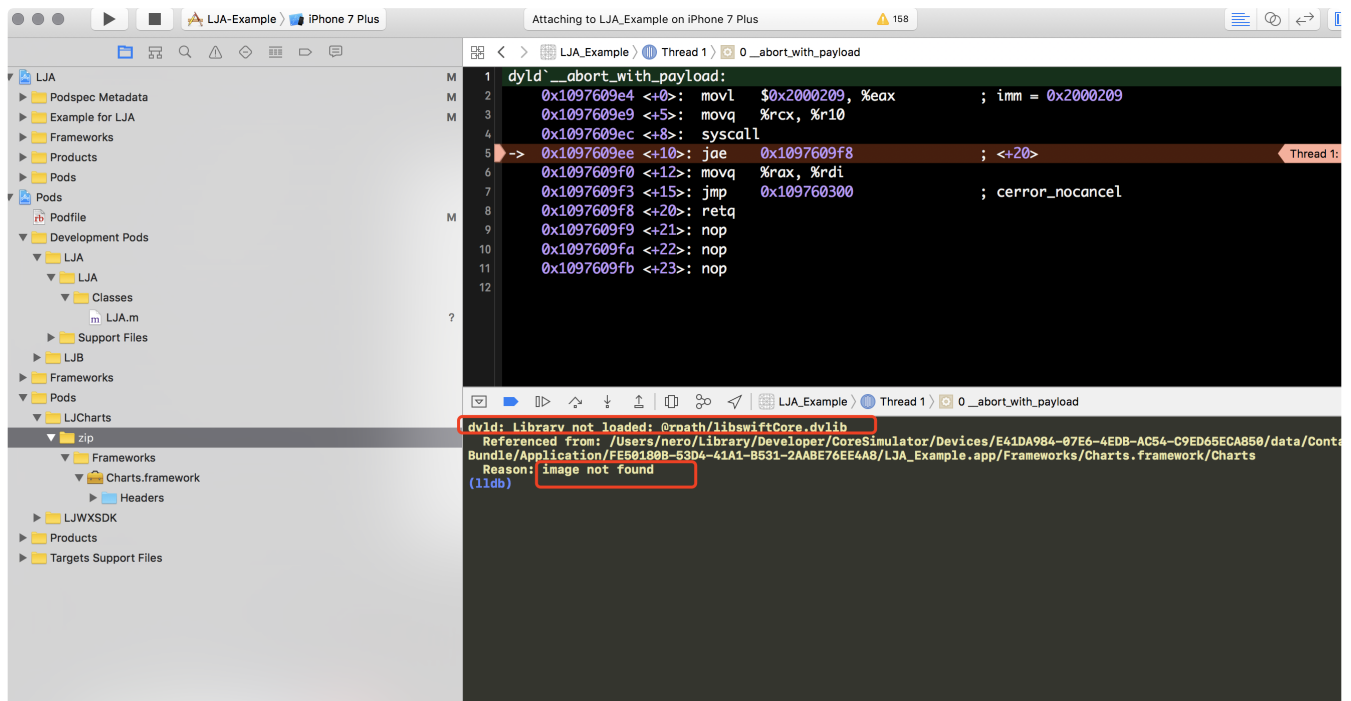 LJA-Example 〉 iPhone 7 Plus
Attaching to LJA_Example on iPhone 7 Plus
158
LJA_Example 〉 Thread 1 〉 0 __abort_with_payload
LJA M
Podspec Metadata M
Example for LJA M
Frameworks
Products
Pods
Pods
Podfile M
Development Pods
LJA
LJA
Classes
LJA.m ?
Support Files
LJB
Frameworks
Pods
LJCharts
zip
Frameworks
Charts.framework
Headers
LJWXSDK
Products
Targets Support Files
1 dyld`__abort_with_payload:
2 0x1097609e4 <+0>: movl $0x2000209, %eax ; imm = 0x2000209
3 0x1097609e9 <+5>: movq %rcx, %r10
4 0x1097609ec <+8>: syscall
5 -> 0x1097609ee <+10>: jae 0x1097609f8 ; <+20> Thread 1:
6 0x1097609f0 <+12>: movq %rax, %rdi
7 0x1097609f3 <+15>: jmp 0x109760300 ; cerror_nocancel
8 0x1097609f8 <+20>: retq
9 0x1097609f9 <+21>: nop
10 0x1097609fa <+22>: nop
11 0x1097609fb <+23>: nop
12
LJA_Example 〉 Thread 1 〉 0 __abort_with_payload
dyld: Library not loaded: @rpath/libswiftCore.dylib
Referenced from: /Users/nero/Library/Developer/CoreSimulator/Devices/E41DA984-07E6-4EDB-AC54-C9ED65ECA850/data/Conta
Bundle/Application/FE50180B-53D4-41A1-B531-2AABE76EE4A8/LJA_Example.app/Frameworks/Charts.framework/Charts
Reason: image not found
(lldb)